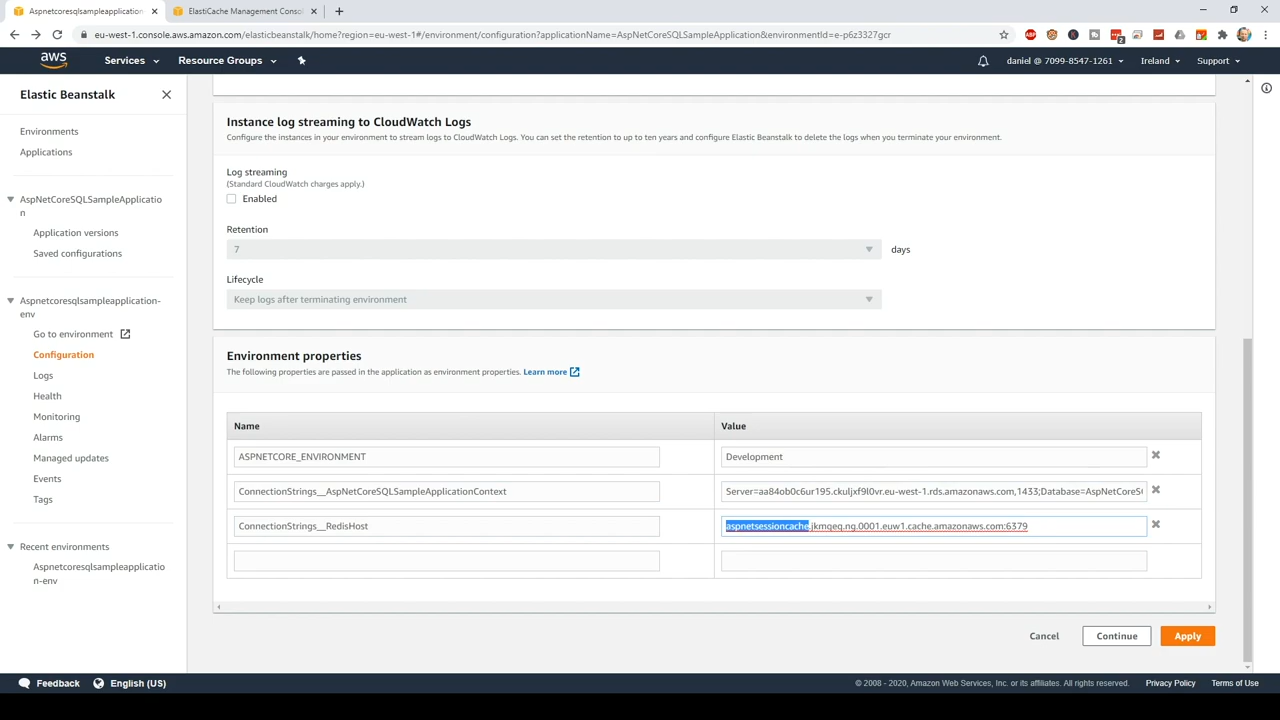 Aspnetcoresqlsampleapplication-
ElastiCache Management Consol
eu-west-1.console.aws.amazon.com/elasticbeanstalk/home?region=eu-west-1#/environment/configuration?applicationName=AspNetCoreSQLSampleApplication&environmentId=e-p6z3327gcr
aws
Services
Resource Groups
daniel @ 7099-8547-1261
Ireland
Support
Elastic Beanstalk
Environments
Applications
AspNetCoreSQLSampleApplicatio
n
Application versions
Saved configurations
Aspnetcoresqlsampleapplication-
env
Go to environment
Configuration
Logs
Health
Monitoring
Alarms
Managed updates
Events
Tags
Recent environments
Aspnetcoresqlsampleapplicatio
n-env
Instance log streaming to CloudWatch Logs
Configure the instances in your environment to stream logs to CloudWatch Logs. You can set the retention to up to ten years and configure Elastic Beanstalk to delete the logs when you terminate your environment.
Log streaming
(Standard CloudWatch charges apply.)
Enabled
Retention
7
days
Lifecycle
Keep logs after terminating environment
Environment properties
The following properties are passed in the application as environment properties. Learn more
Name
Value
ASPNETCORE_ENVIRONMENT
Development
ConnectionStrings__AspNetCoreSQLSampleApplicationContext
Server=aa84ob0c6ur195.ckuljxf9l0vr.eu-west-1.rds.amazonaws.com,1433;Database=AspNetCoreS
ConnectionStrings__RedisHost
aspnetsessioncache.jkmqeq.ng.0001.euw1.cache.amazonaws.com:6379
Cancel
Continue
Apply
Feedback
English (US)
© 2008 - 2020, Amazon Web Services, Inc. or its affiliates. All rights reserved.
Privacy Policy
Terms of Use